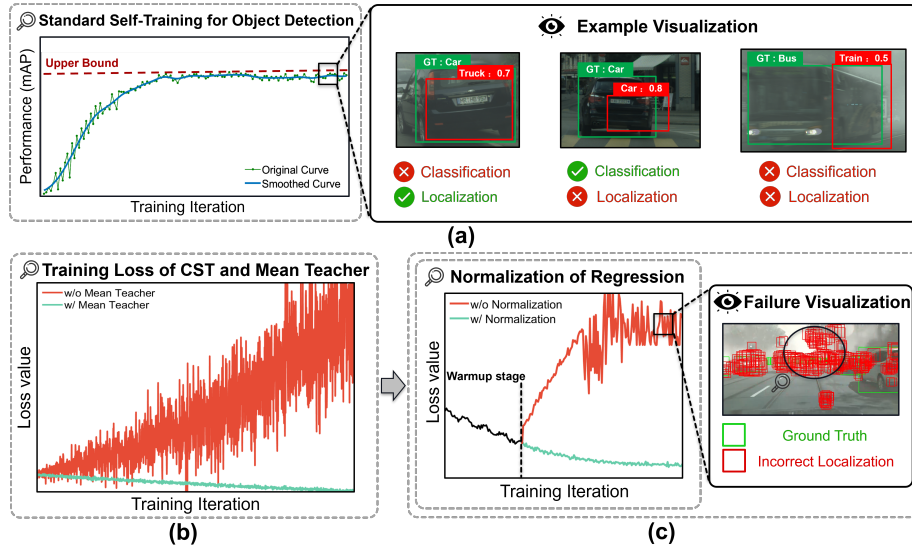 Standard Self-Training for Object Detection
Upper Bound
Performance (mAP)
Original Curve
Smoothed Curve
Training Iteration
Example Visualization
GT : Car
Truck : 0.7
GT : Car
Car : 0.8
GT : Bus
Train : 0.5
Classification
Localization
Classification
Localization
Classification
Localization
(a)
Training Loss of CST and Mean Teacher
w/o Mean Teacher
w/ Mean Teacher
Loss value
Training Iteration
(b)
Normalization of Regression
w/o Normalization
w/ Normalization
Warmup stage
Loss value
Training Iteration
Failure Visualization
Ground Truth
Incorrect Localization
(c)